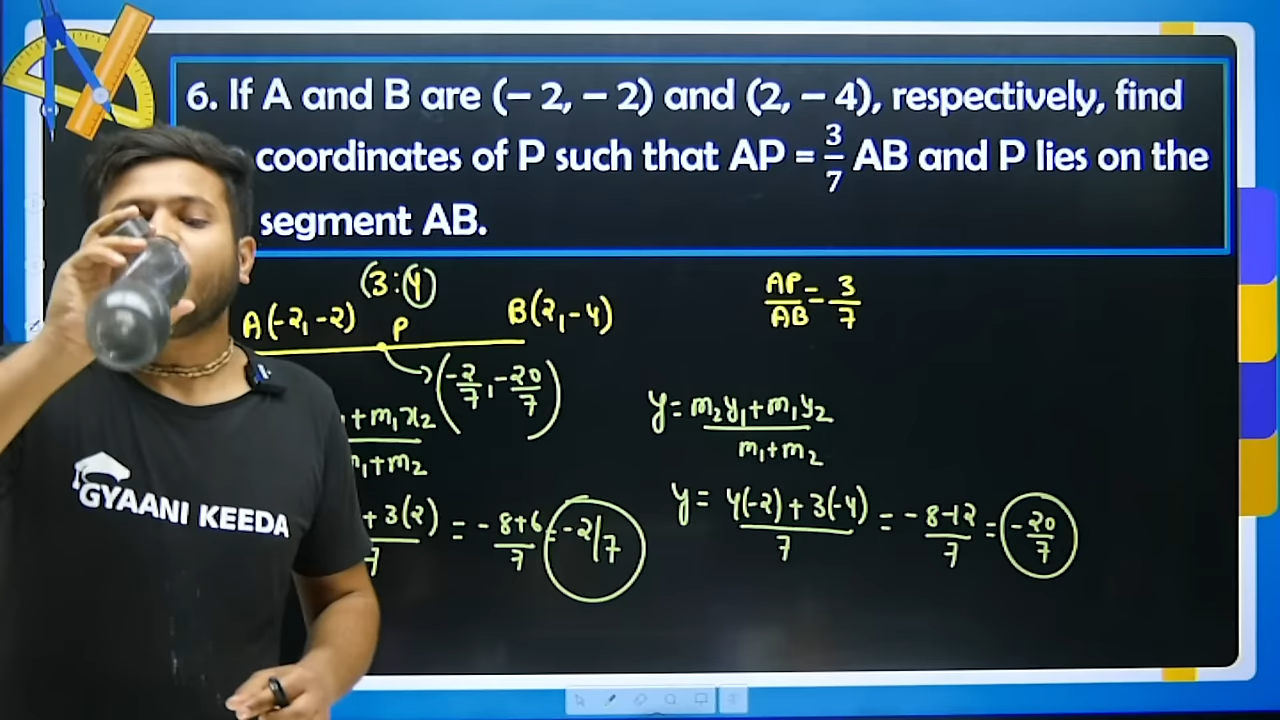 6. If A and B are (– 2, – 2) and (2, – 4), respectively, find
coordinates of P such that AP = 3/7 AB and P lies on the
segment AB.
(3:4)
A(-2,-2) P B(2,-4)
AP/AB = 3/7
(-2/7, -20/7)
+ m₁x₂
m₁+m₂
y = m₂y₁+m₁y₂
m₁+m₂
+ 3(2)
7
= -8+6/7 = -2/7
y = 4(-2) + 3(-4)/7 = -8-12/7 = -20/7
GYAANI KEEDA